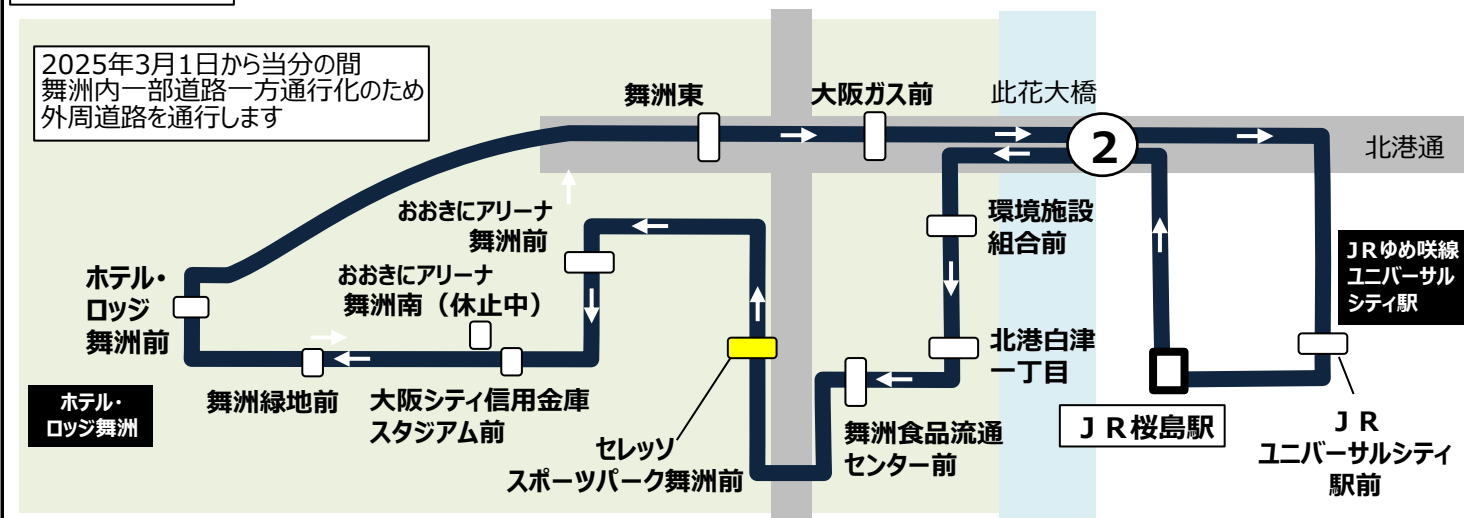 2025年3月1日から当分の間
舞洲内一部道路一方通行化のため
外周道路を通行します
舞洲東
大阪ガス前
此花大橋
2
北港通
おおきにアリーナ
舞洲前
環境施設
組合前
JRゆめ咲線
ユニバーサル
シティ駅
ホテル・
ロッジ
舞洲前
おおきにアリーナ
舞洲南（休止中）
北港白津
一丁目
ホテル・
ロッジ舞洲
舞洲緑地前
大阪シティ信用金庫
スタジアム前
セレッソ
スポーツパーク舞洲前
舞洲食品流通
センター前
ＪＲ桜島駅
ＪＲ
ユニバーサルシティ
駅前